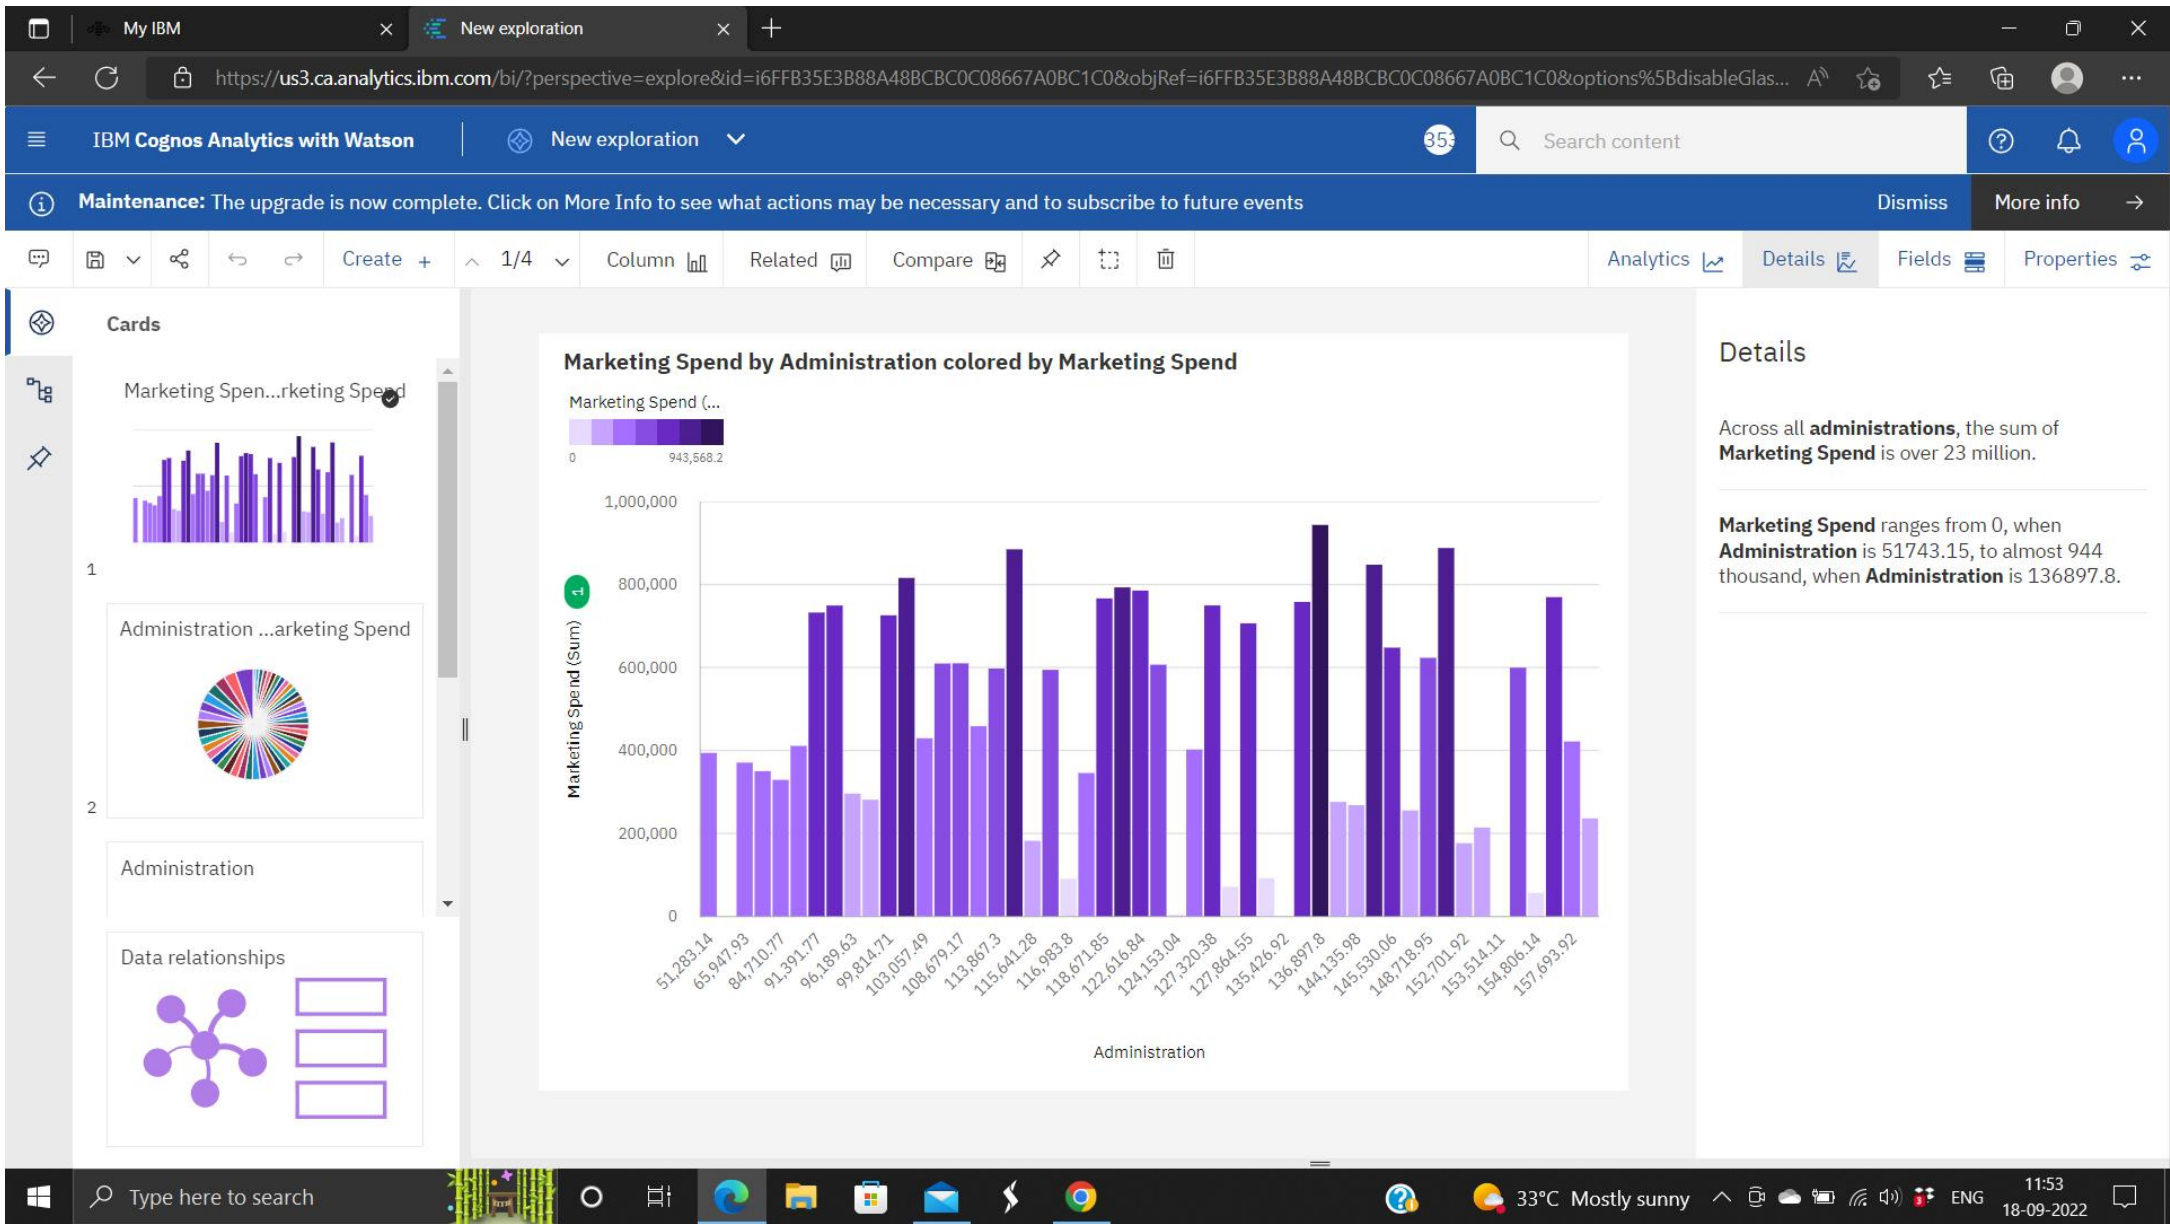 My IBM
New exploration
https://us3.ca.analytics.ibm.com/bi/?perspective=explore&id=i6FFB35E3B88A48BCBC0C08667A0BC1C0&objRef=i6FFB35E3B88A48BCBC0C08667A0BC1C0&options%5BdisableGlas...
IBM Cognos Analytics with Watson
New exploration
Search content
Maintenance: The upgrade is now complete. Click on More Info to see what actions may be necessary and to subscribe to future events
Dismiss
More info
Create +
1/4
Column
Related
Compare
Analytics
Details
Fields
Properties
Cards
Marketing Spen...rketing Spend
1
Administration ...arketing Spend
2
Administration
Data relationships
Marketing Spend by Administration colored by Marketing Spend
Marketing Spend (...
0
943,568.2
1,000,000
800,000
600,000
400,000
200,000
0
Marketing Spend (Sum)
1
51,283.14
65,947.93
84,710.77
91,391.77
96,189.63
99,814.71
103,057.49
108,679.17
113,867.3
115,641.28
116,983.8
118,671.85
122,616.84
124,153.04
127,320.38
127,864.55
135,426.92
136,897.8
144,135.98
145,530.06
148,718.95
152,701.92
153,514.11
154,806.14
157,693.92
Administration
Details
Across all administrations, the sum of
Marketing Spend is over 23 million.
Marketing Spend ranges from 0, when
Administration is 51743.15, to almost 944
thousand, when Administration is 136897.8.
Type here to search
33°C Mostly sunny
ENG
11:53
18-09-2022